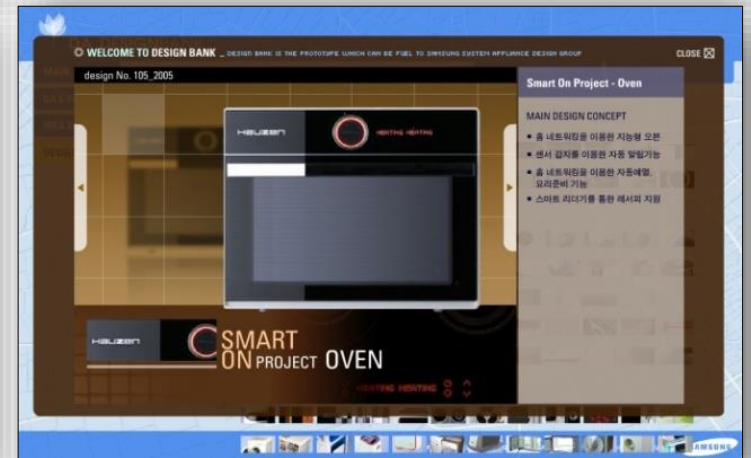 WELCOME TO DESIGN BANK _ DESIGN BANK IS THE PROTOTYPE WHICH CAN BE FUEL TO SAMSUNG SYSTEM APPLIANCE DESIGN GROUP
CLOSE
design No. 105_2005
HAUZEN
HEATING HEATING
HAUZEN
SMART
ON PROJECT OVEN
HEATING HEATING
Smart On Project - Oven
MAIN DESIGN CONCEPT
• 홈 네트워킹을 이용한 지능형 오븐
• 센서 감지를 이용한 자동 알림기능
• 홈 네트워킹을 이용한 자동예열,
요리준비 기능
• 스마트 리더기를 통한 레서피 지원
MAIN
SAMSUNG